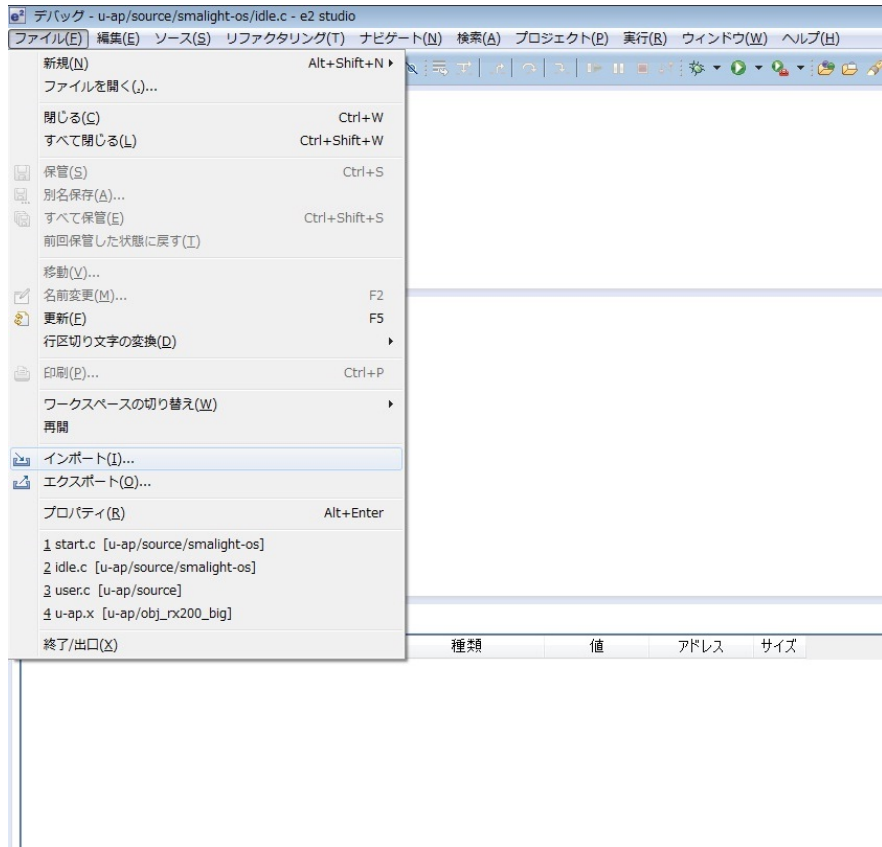 e² デバッグ - u-ap/source/smalight-os/idle.c - e2 studio
ファイル(F) 編集(E) ソース(S) リファクタリング(T) ナビゲート(N) 検索(A) プロジェクト(P) 実行(R) ウィンドウ(W) ヘルプ(H)
新規(N) Alt+Shift+N
ファイルを開く(.)...
閉じる(C) Ctrl+W
すべて閉じる(L) Ctrl+Shift+W
保管(S) Ctrl+S
別名保存(A)...
すべて保管(E) Ctrl+Shift+S
前回保管した状態に戻す(T)
移動(V)...
名前変更(M)... F2
更新(F) F5
行区切り文字の変換(D)
印刷(P)... Ctrl+P
ワークスペースの切り替え(W)
再開
インポート(I)...
エクスポート(O)...
プロパティ(R) Alt+Enter
1 start.c [u-ap/source/smalight-os]
2 idle.c [u-ap/source/smalight-os]
3 user.c [u-ap/source]
4 u-ap.x [u-ap/obj_rx200_big]
終了/出口(X)
種類 値 アドレス サイズ